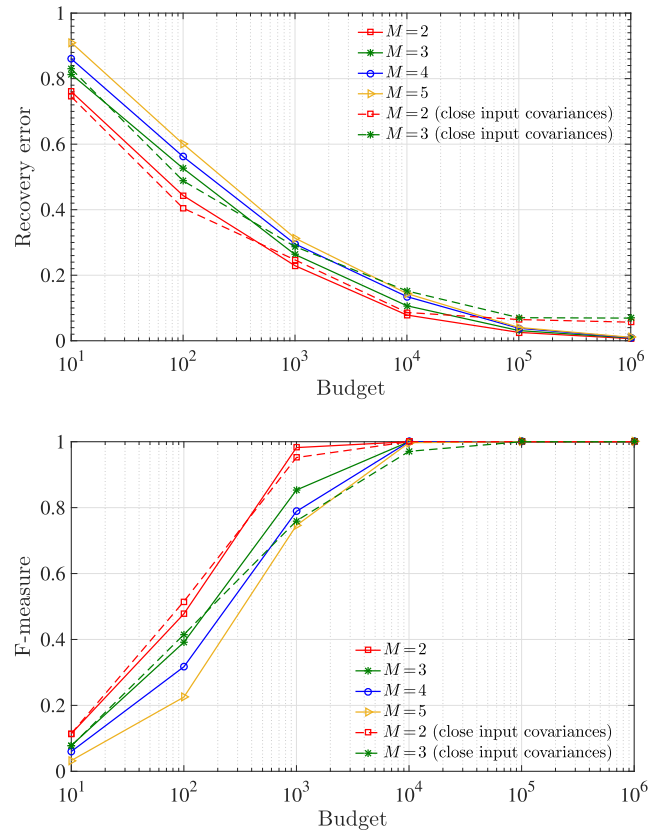 1
M = 2
M = 3
0.8
M = 4
M = 5
M = 2 (close input covariances)
0.6
M = 3 (close input covariances)
Recovery error
0.4
0.2
0
10^1 10^2 10^3 10^4 10^5 10^6
Budget
1
0.8
0.6
F-measure
0.4
M = 2
M = 3
M = 4
0.2
M = 5
M = 2 (close input covariances)
M = 3 (close input covariances)
0
10^1 10^2 10^3 10^4 10^5 10^6
Budget